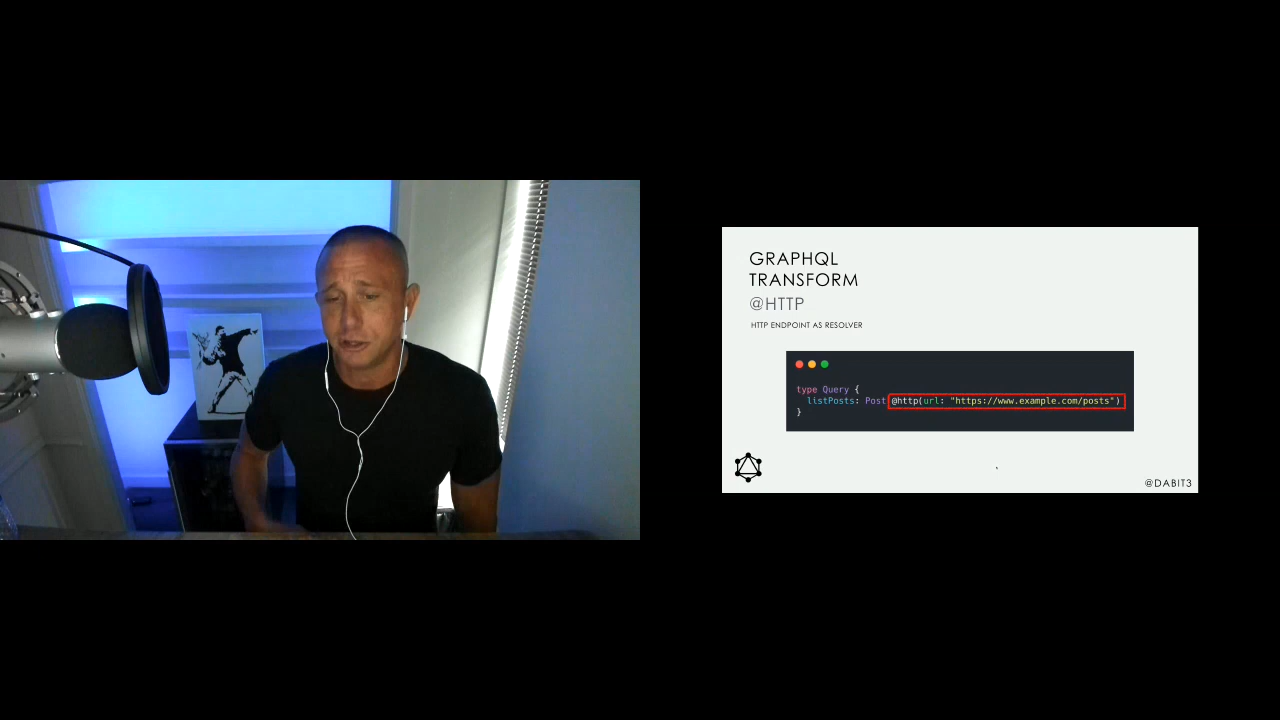 GRAPHQL
TRANSFORM
@HTTP
HTTP ENDPOINT AS RESOLVER
type Query {
listPosts: Post @http(url: "https://www.example.com/posts")
}
@DABIT3